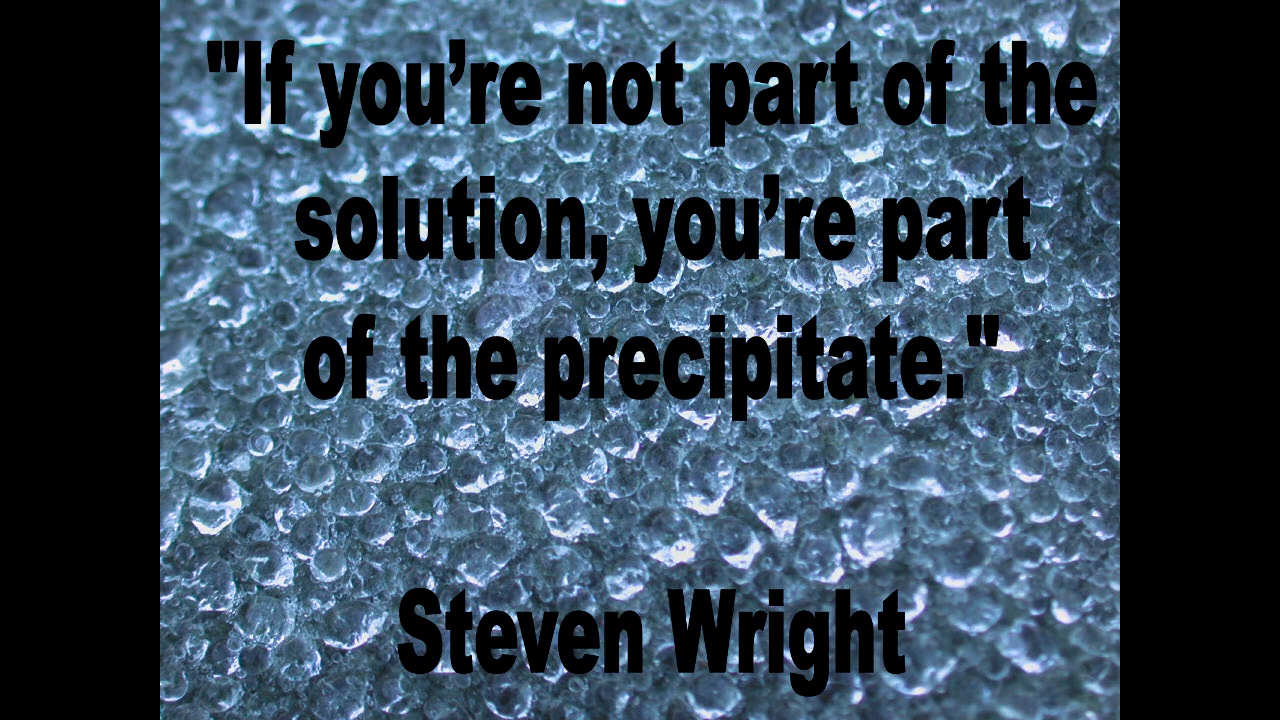 "If you’re not part of the
solution, you’re part
of the precipitate."
Steven Wright